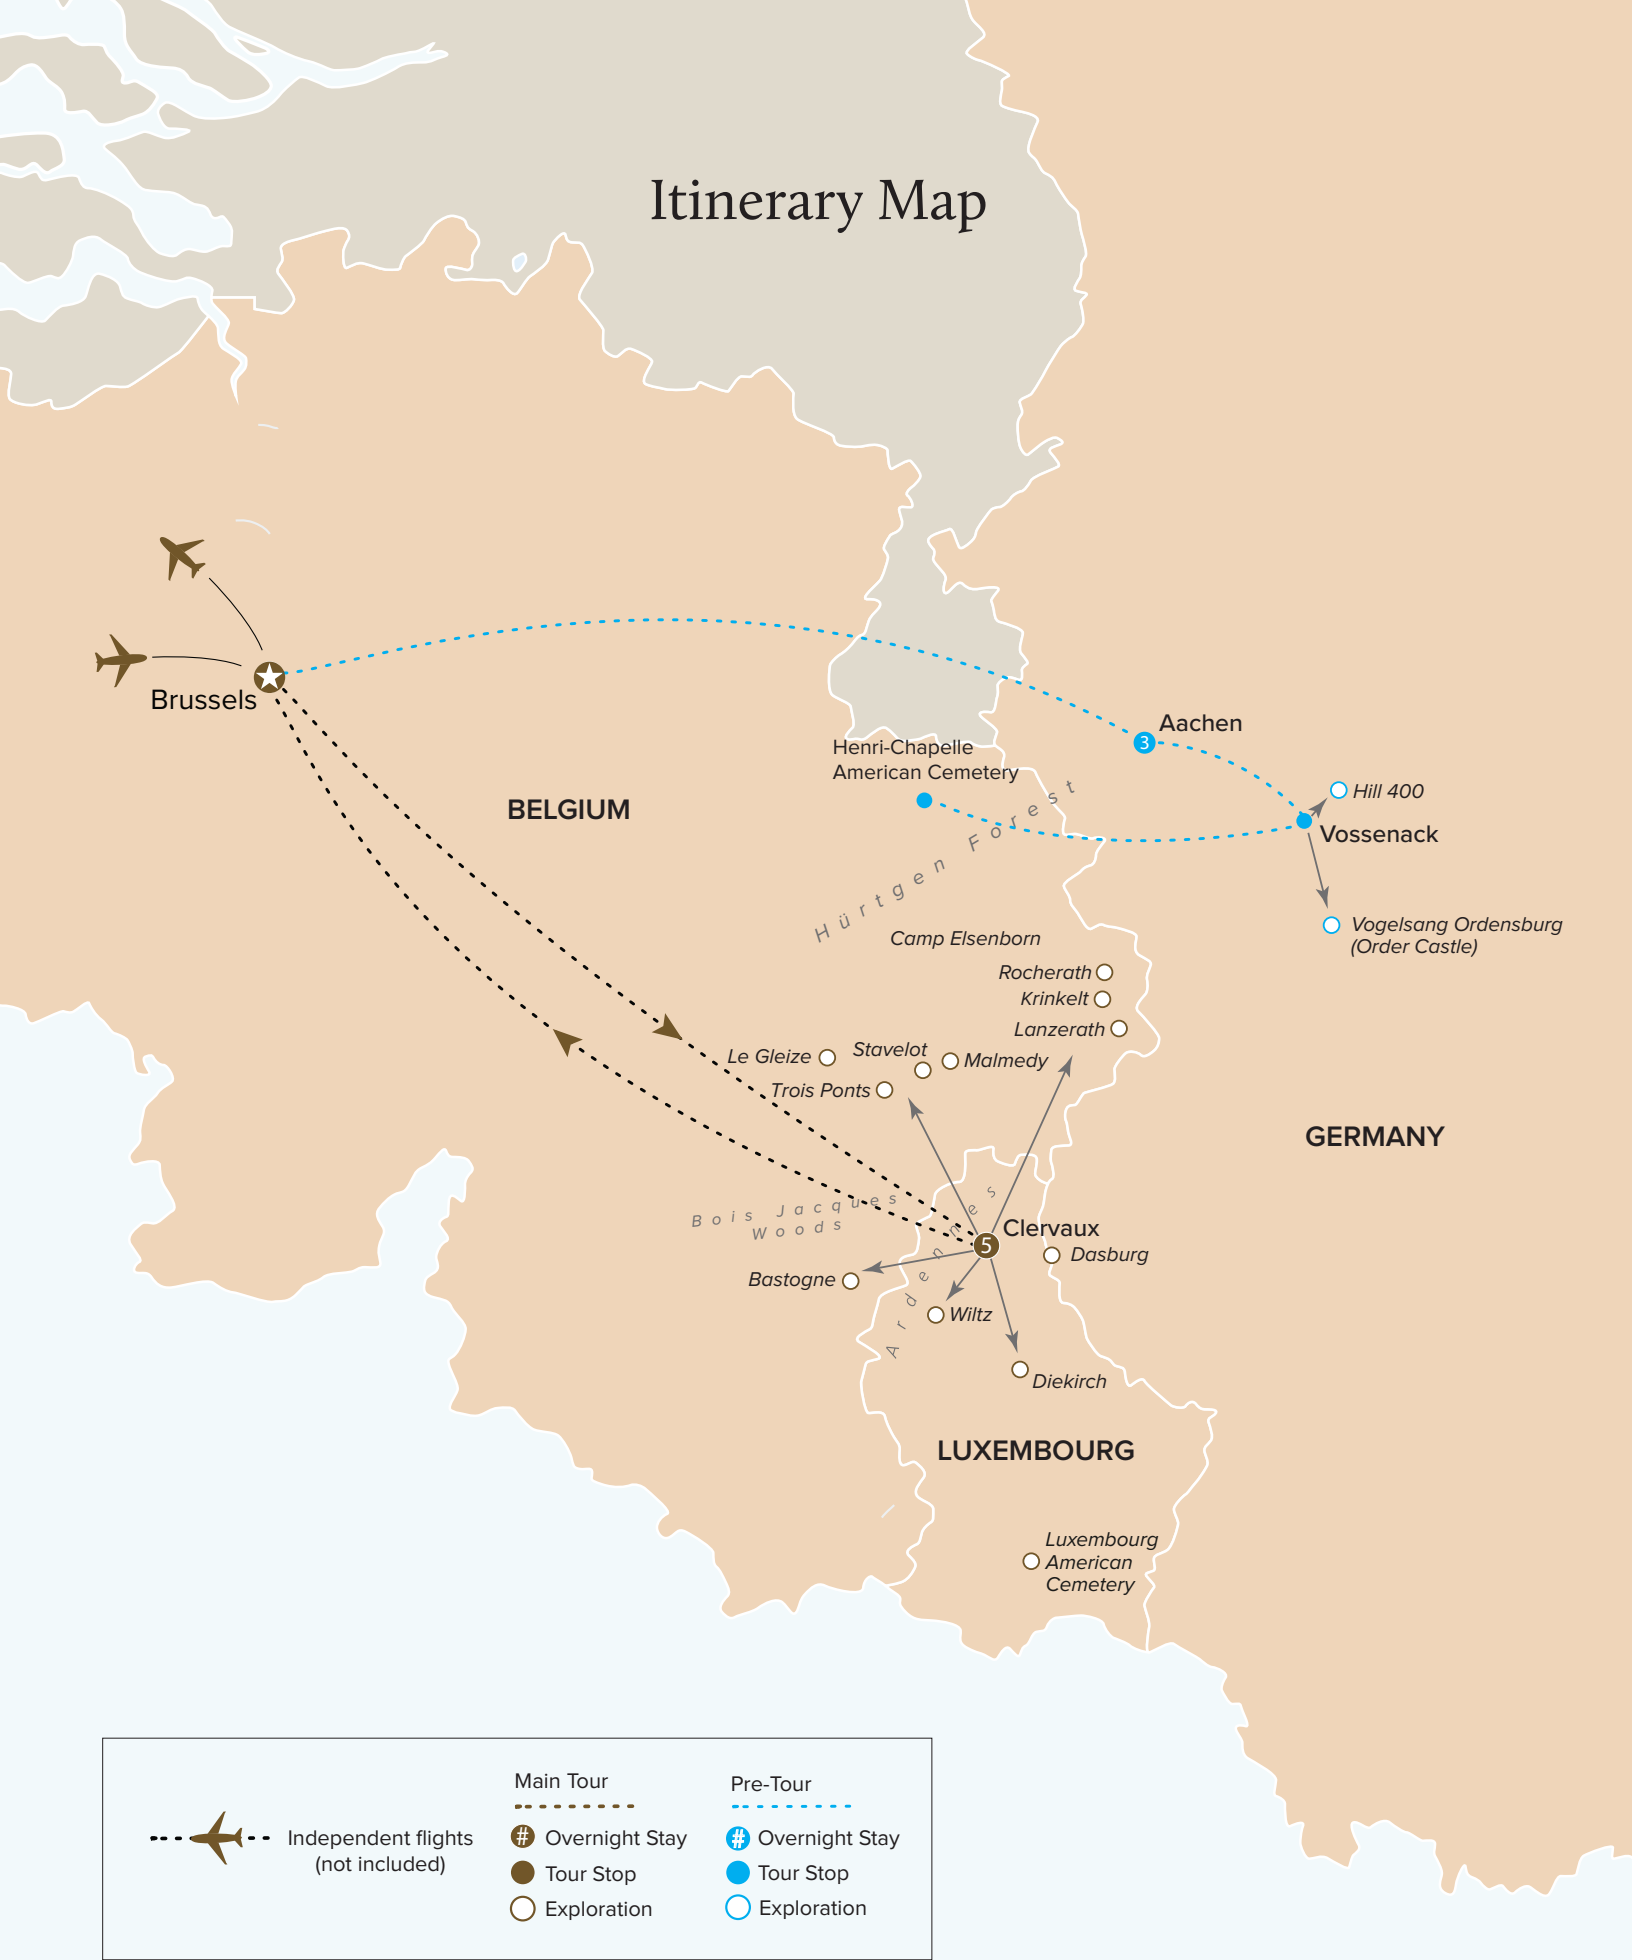 Itinerary Map
Brussels
Aachen
3
Henri-Chapelle
American Cemetery
Hill 400
BELGIUM
Vossenack
Hürtgen Forest
Vogelsang Ordensburg
(Order Castle)
Camp Elsenborn
Rocherath
Krinkelt
Lanzerath
Le Gleize
Stavelot
Malmedy
Trois Ponts
GERMANY
Bois Jacques
Woods
Ardennes
Clervaux
5
Dasburg
Bastogne
Wiltz
Diekirch
LUXEMBOURG
Luxembourg
American
Cemetery
Independent flights
(not included)
Main Tour
# Overnight Stay
Tour Stop
Exploration
Pre-Tour
# Overnight Stay
Tour Stop
Exploration